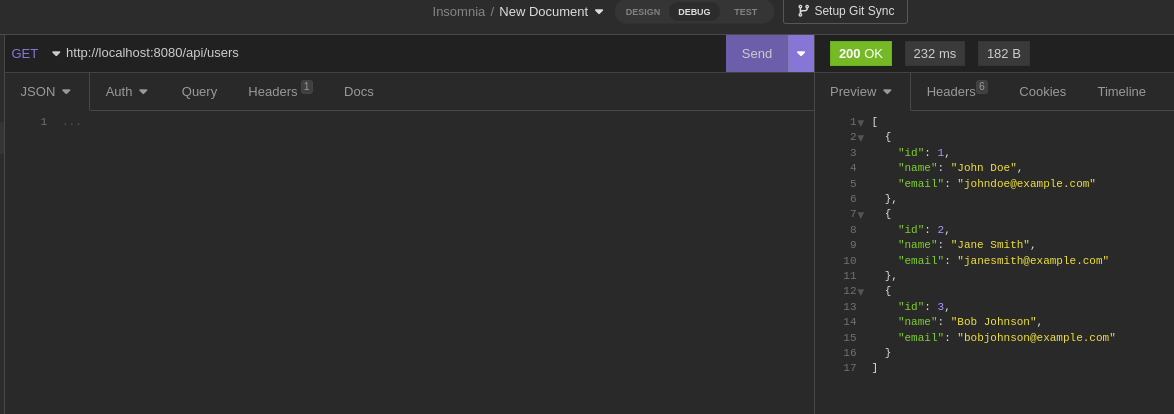 Insomnia / New Document DESIGN DEBUG TEST Setup Git Sync
GET http://localhost:8080/api/users Send 200 OK 232 ms 182 B
JSON Auth Query Headers 1 Docs
1 ...
Preview Headers 6 Cookies Timeline
1 [
2 {
3 "id": 1,
4 "name": "John Doe",
5 "email": "johndoe@example.com"
6 },
7 {
8 "id": 2,
9 "name": "Jane Smith",
10 "email": "janesmith@example.com"
11 },
12 {
13 "id": 3,
14 "name": "Bob Johnson",
15 "email": "bobjohnson@example.com"
16 }
17 ]